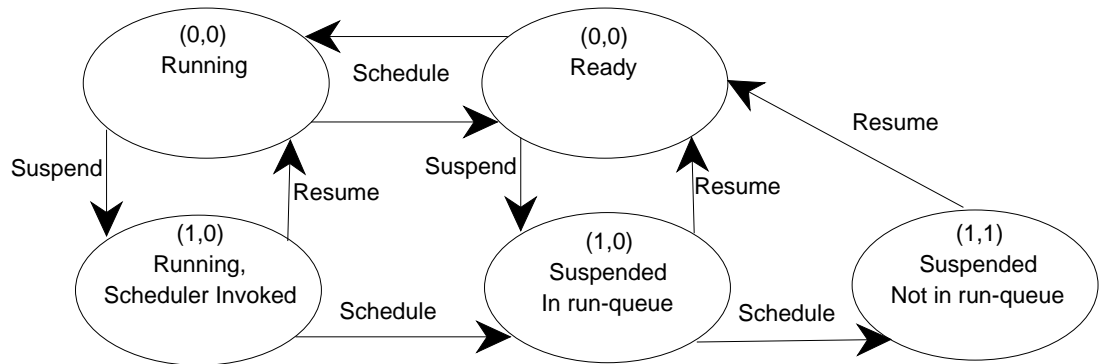 (0,0)
Running
Schedule
(0,0)
Ready
Resume
Suspend
Resume
Suspend
Resume
(1,0)
Running,
Scheduler Invoked
Schedule
(1,0)
Suspended
In run-queue
Schedule
(1,1)
Suspended
Not in run-queue